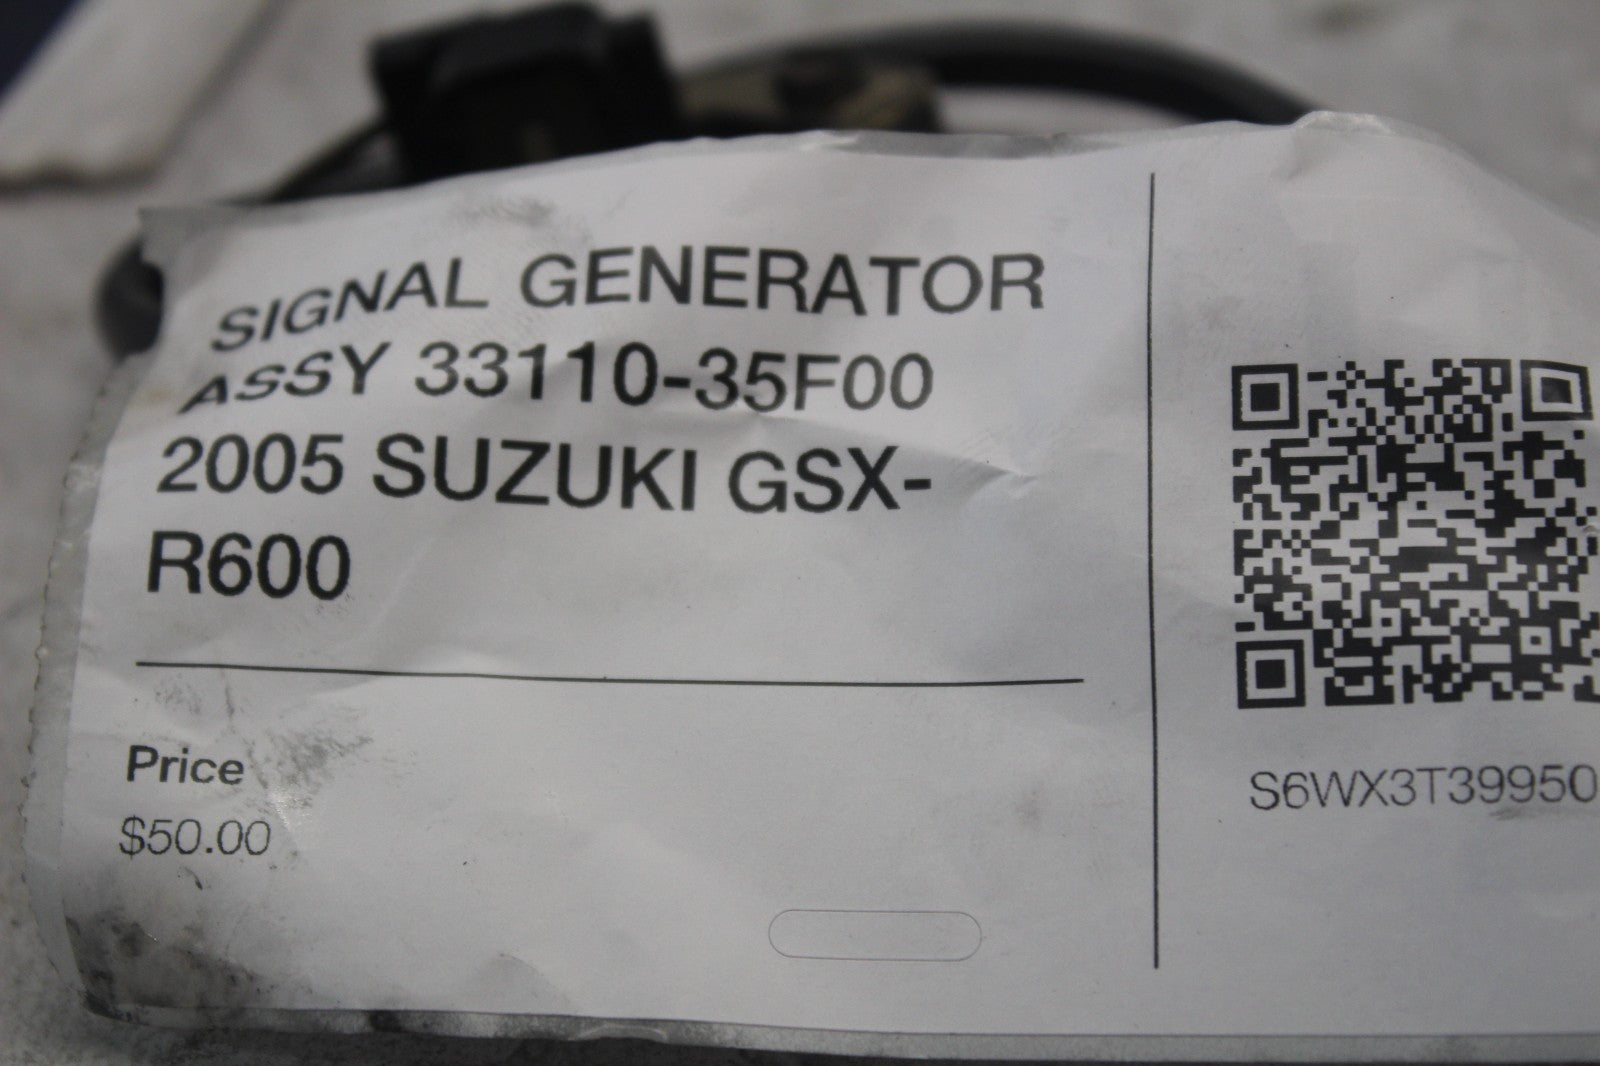 SIGNAL GENERATOR
ASSY 33110-35F00
2005 SUZUKI GSX-
R600
Price
$50.00
S6WX3T39950